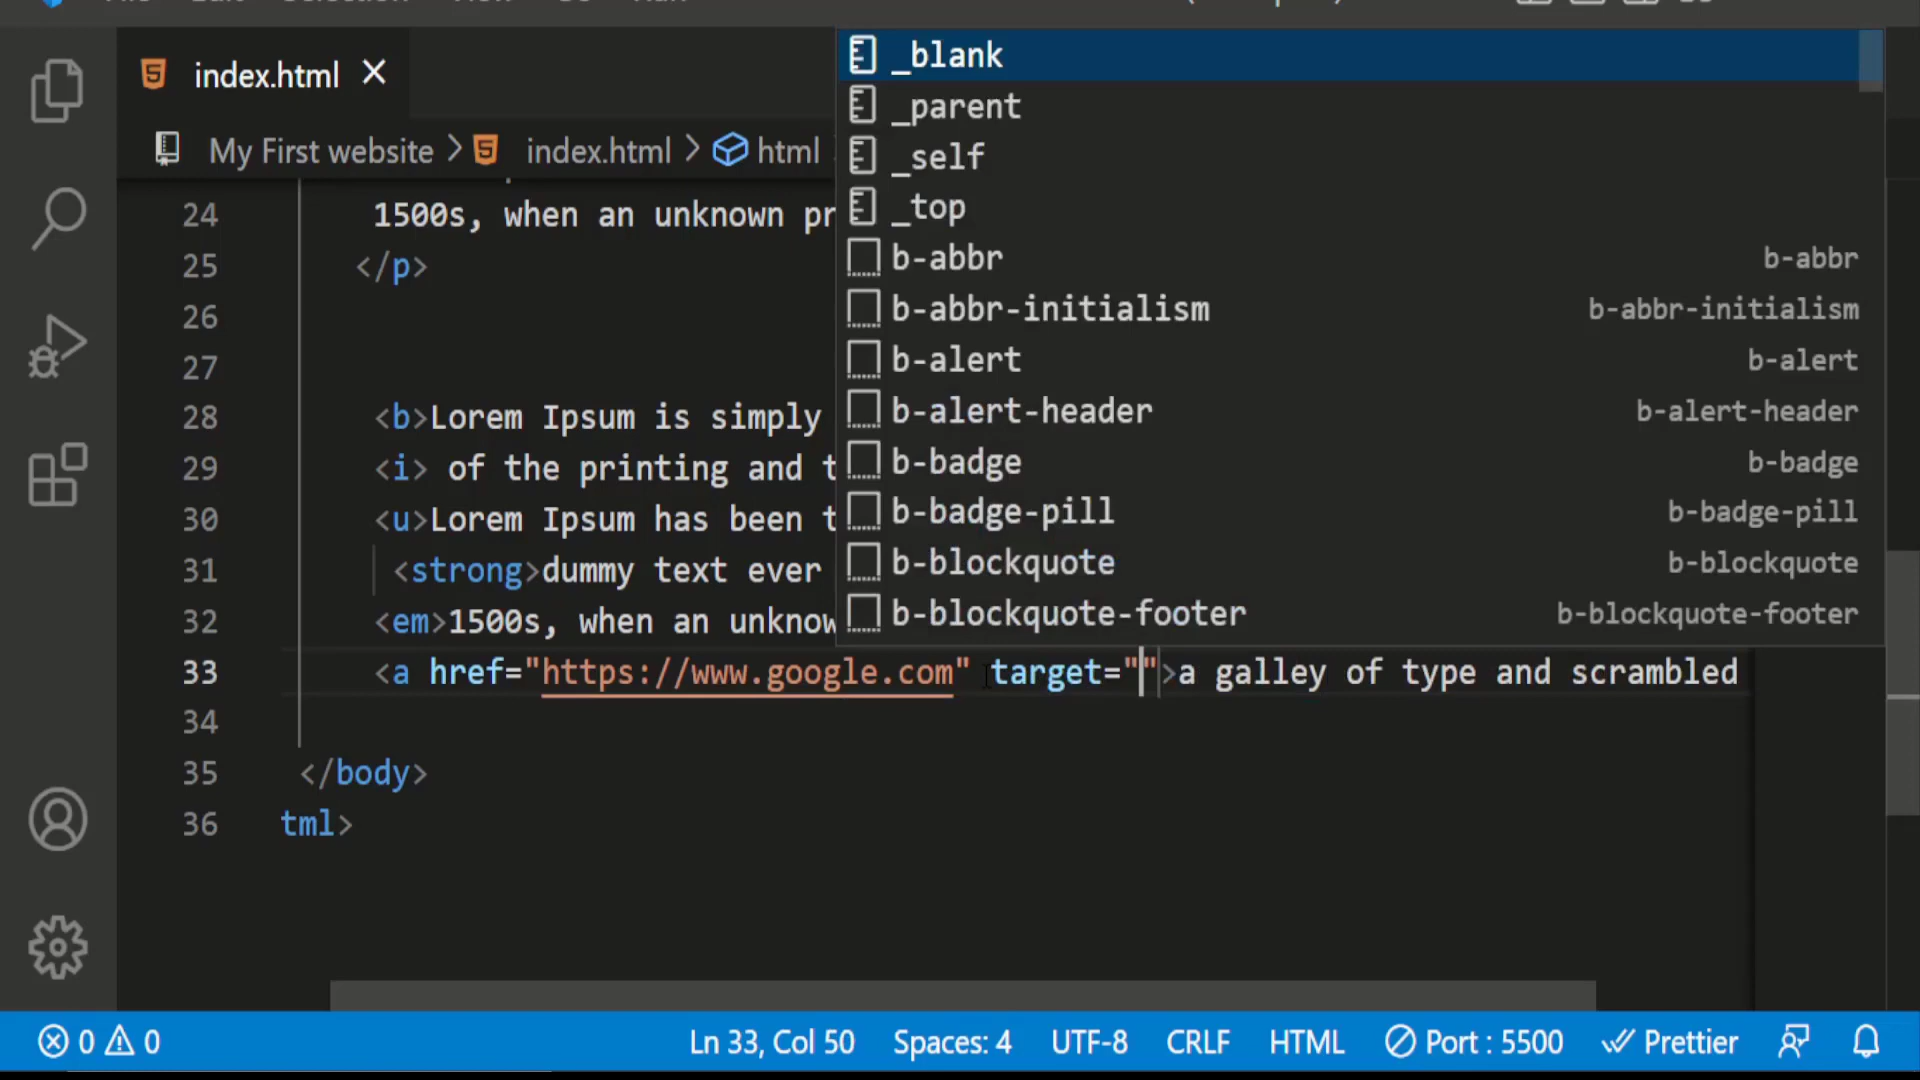 index.html
My First website > index.html > html
24 1500s, when an unknown pr
25 </p>
26
27
28 <b>Lorem Ipsum is simply
29 <i> of the printing and t
30 <u>Lorem Ipsum has been t
31 <strong>dummy text ever
32 <em>1500s, when an unknow
33 <a href="https://www.google.com" target="">a galley of type and scrambled
34
35 </body>
36 tml>
_blank
_parent
_self
_top
b-abbr b-abbr
b-abbr-initialism b-abbr-initialism
b-alert b-alert
b-alert-header b-alert-header
b-badge b-badge
b-badge-pill b-badge-pill
b-blockquote b-blockquote
b-blockquote-footer b-blockquote-footer
0 0 Ln 33, Col 50 Spaces: 4 UTF-8 CRLF HTML Port : 5500 Prettier